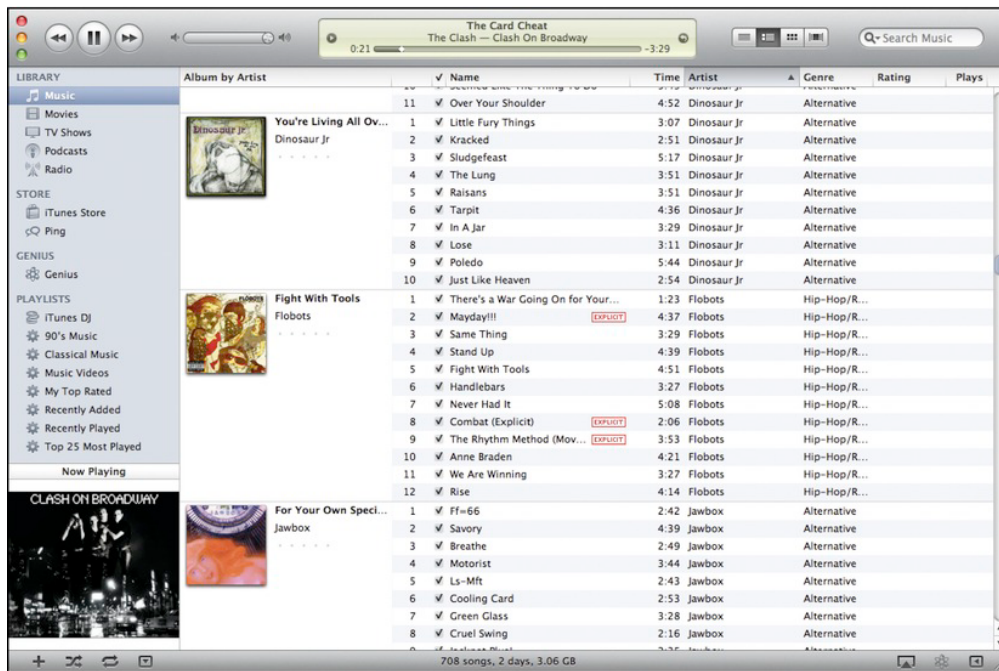 The Card Cheat
The Clash — Clash On Broadway
0:21 -3:29
Search Music
LIBRARY
Music
Movies
TV Shows
Podcasts
Radio
STORE
iTunes Store
Ping
GENIUS
Genius
PLAYLISTS
iTunes DJ
90's Music
Classical Music
Music Videos
My Top Rated
Recently Added
Recently Played
Top 25 Most Played
Now Playing
CLASH ON BROADWAY
Album by Artist ✓ Name Time Artist Genre Rating Plays
11 Over Your Shoulder 4:52 Dinosaur Jr Alternative
Dinosaur Jr
You're Living All Ov...
Dinosaur Jr
1 Little Fury Things 3:07 Dinosaur Jr Alternative
2 Kracked 2:51 Dinosaur Jr Alternative
3 Sludgefeast 5:17 Dinosaur Jr Alternative
4 The Lung 3:51 Dinosaur Jr Alternative
5 Raisans 3:51 Dinosaur Jr Alternative
6 Tarpit 4:36 Dinosaur Jr Alternative
7 In A Jar 3:29 Dinosaur Jr Alternative
8 Lose 3:11 Dinosaur Jr Alternative
9 Poledo 5:44 Dinosaur Jr Alternative
10 Just Like Heaven 2:54 Dinosaur Jr Alternative
FLOBOTS
Fight With Tools
Flobots
1 There's a War Going On for Your... 1:23 Flobots Hip-Hop/R...
2 Mayday!!! EXPLICIT 4:37 Flobots Hip-Hop/R...
3 Same Thing 3:29 Flobots Hip-Hop/R...
4 Stand Up 4:39 Flobots Hip-Hop/R...
5 Fight With Tools 4:51 Flobots Hip-Hop/R...
6 Handlebars 3:27 Flobots Hip-Hop/R...
7 Never Had It 5:08 Flobots Hip-Hop/R...
8 Combat (Explicit) EXPLICIT 2:06 Flobots Hip-Hop/R...
9 The Rhythm Method (Mov... EXPLICIT 3:53 Flobots Hip-Hop/R...
10 Anne Braden 4:21 Flobots Hip-Hop/R...
11 We Are Winning 3:27 Flobots Hip-Hop/R...
12 Rise 4:14 Flobots Hip-Hop/R...
For Your Own Speci...
Jawbox
1 Ff=66 2:42 Jawbox Alternative
2 Savory 4:39 Jawbox Alternative
3 Breathe 2:49 Jawbox Alternative
4 Motorist 3:44 Jawbox Alternative
5 Ls-Mft 2:43 Jawbox Alternative
6 Cooling Card 2:53 Jawbox Alternative
7 Green Glass 3:28 Jawbox Alternative
8 Cruel Swing 2:16 Jawbox Alternative
708 songs, 2 days, 3.06 GB